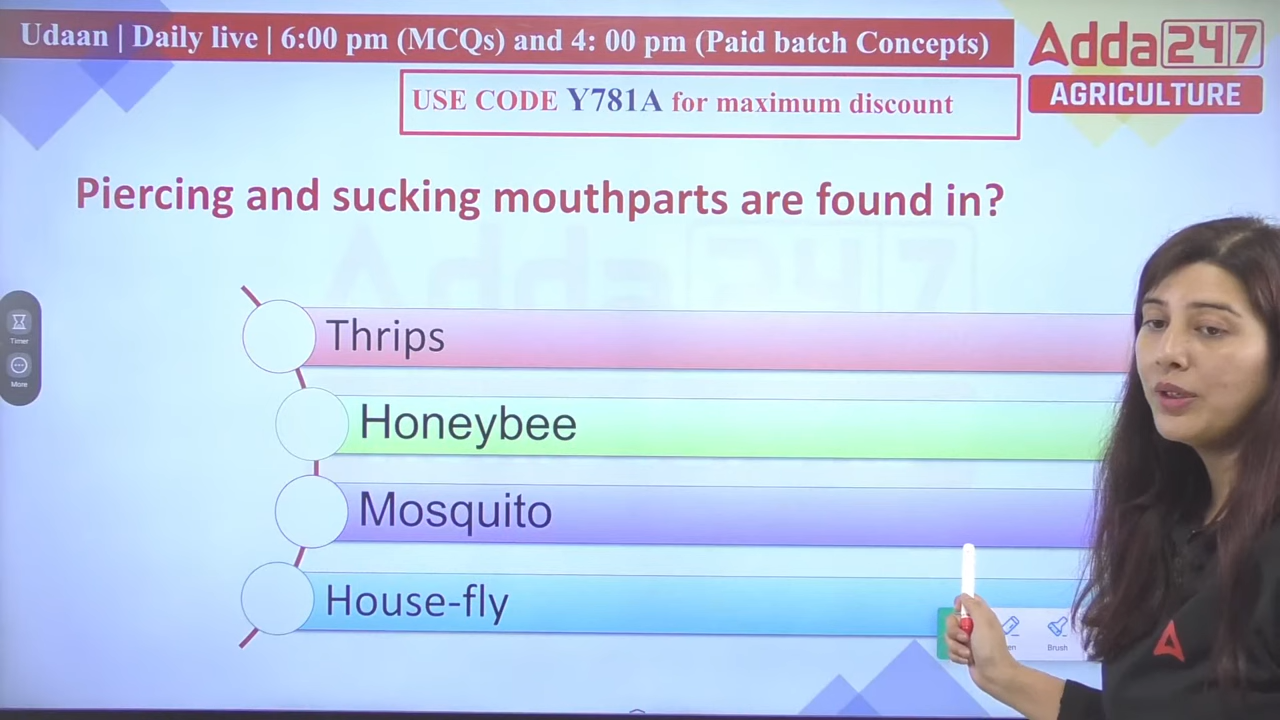 Udaan | Daily live | 6:00 pm (MCQs) and 4: 00 pm (Paid batch Concepts)
Adda247
AGRICULTURE
USE CODE Y781A for maximum discount
Piercing and sucking mouthparts are found in?
Adda247
Thrips
Honeybee
Mosquito
House-fly
Timer
More
Brush